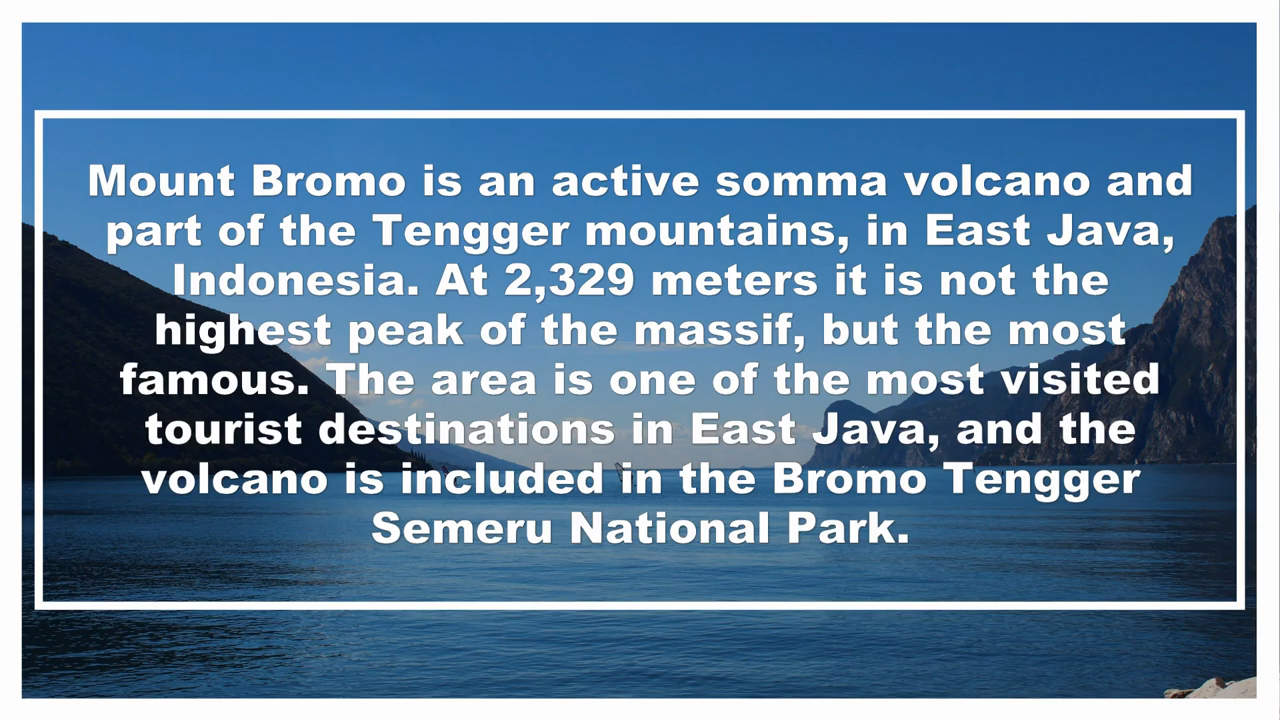 Mount Bromo is an active somma volcano and
part of the Tengger mountains, in East Java,
Indonesia. At 2,329 meters it is not the
highest peak of the massif, but the most
famous. The area is one of the most visited
tourist destinations in East Java, and the
volcano is included in the Bromo Tengger
Semeru National Park.